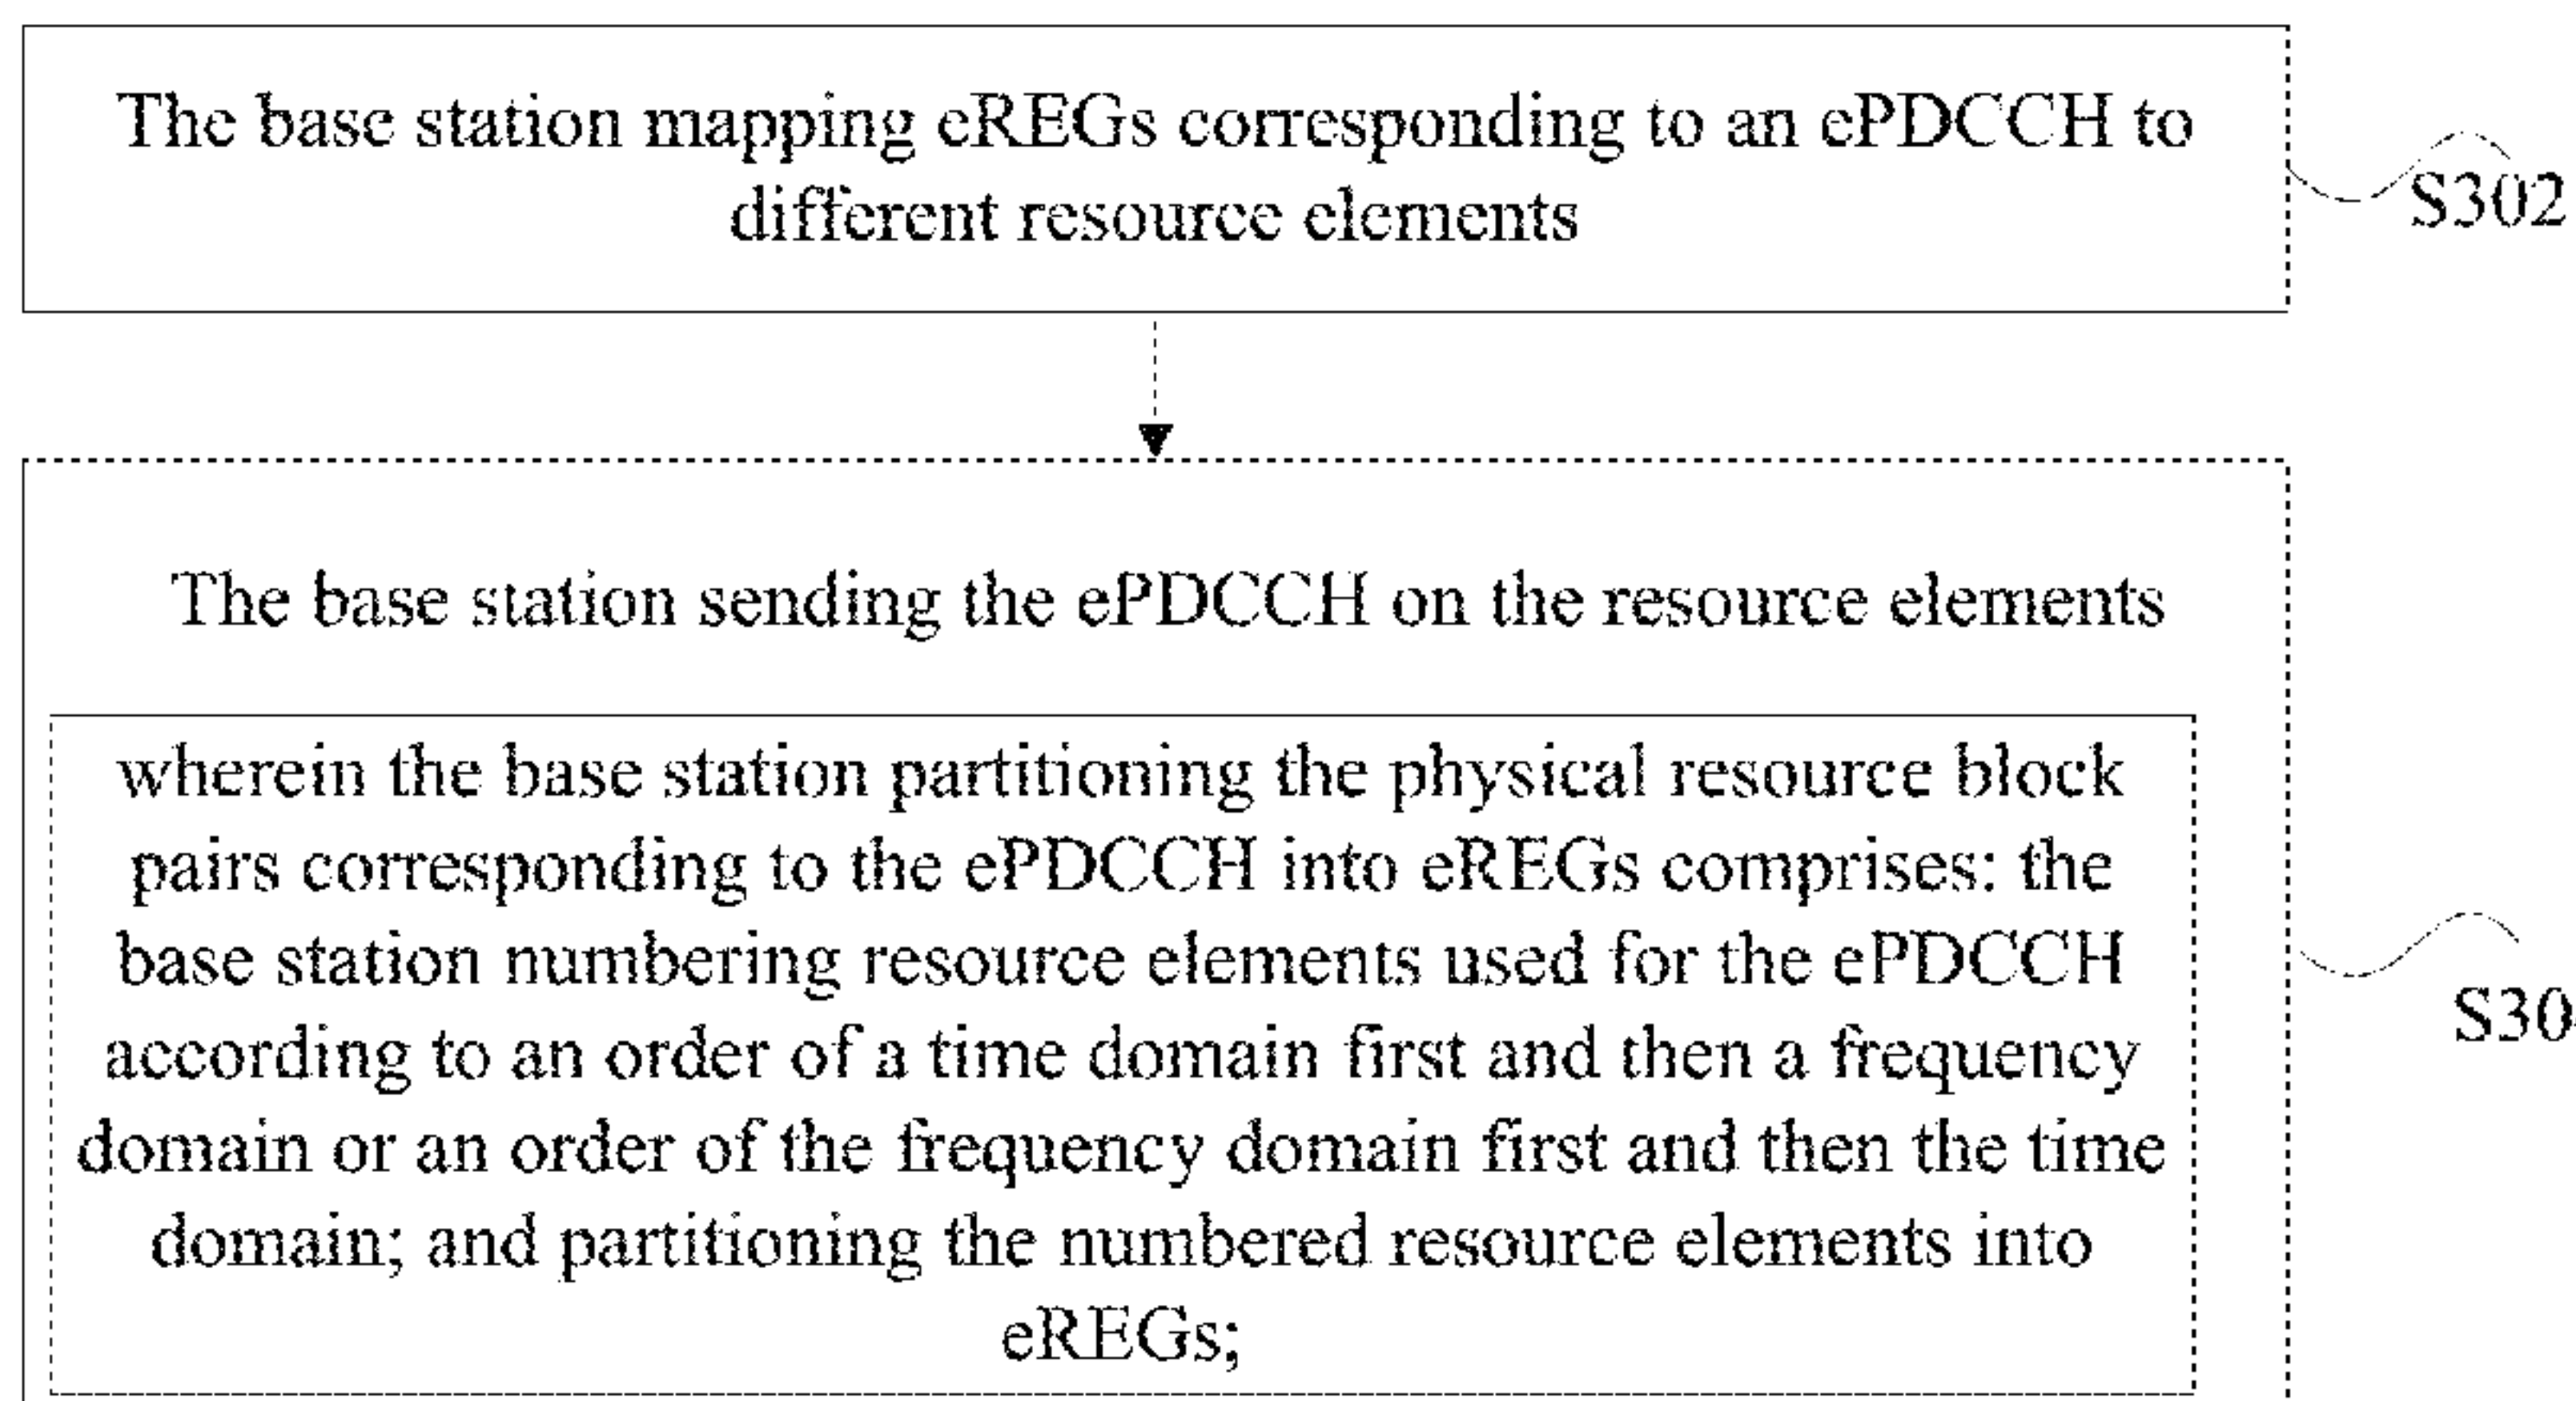 The base station mapping eREGs corresponding to an ePDCCH to
different resource elements
S302
The base station sending the ePDCCH on the resource elements
wherein the base station partitioning the physical resource block
pairs corresponding to the ePDCCH into eREGs comprises: the
base station numbering resource elements used for the ePDCCH
according to an order of a time domain first and then a frequency
domain or an order of the frequency domain first and then the time
domain; and partitioning the numbered resource elements into
eREGs;
S30